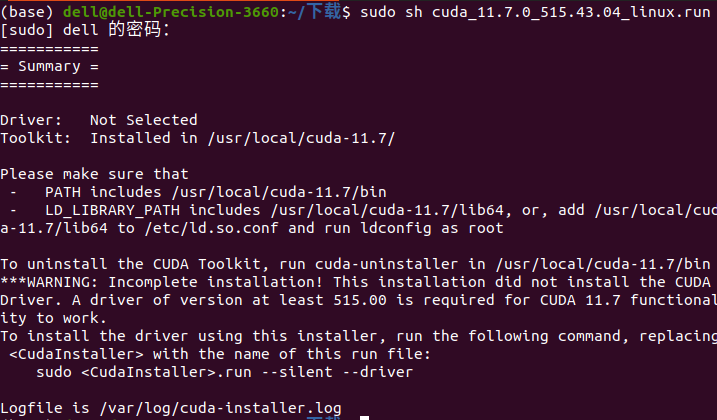 (base) dell@dell-Precision-3660:~/下载$ sudo sh cuda_11.7.0_515.43.04_linux.run
[sudo] dell 的密码：
===========
= Summary =
===========
Driver:   Not Selected
Toolkit:  Installed in /usr/local/cuda-11.7/
Please make sure that
 -   PATH includes /usr/local/cuda-11.7/bin
 -   LD_LIBRARY_PATH includes /usr/local/cuda-11.7/lib64, or, add /usr/local/cud
a-11.7/lib64 to /etc/ld.so.conf and run ldconfig as root
To uninstall the CUDA Toolkit, run cuda-uninstaller in /usr/local/cuda-11.7/bin
***WARNING: Incomplete installation! This installation did not install the CUDA
Driver. A driver of version at least 515.00 is required for CUDA 11.7 functional
ity to work.
To install the driver using this installer, run the following command, replacing
 <CudaInstaller> with the name of this run file:
    sudo <CudaInstaller>.run --silent --driver
Logfile is /var/log/cuda-installer.log